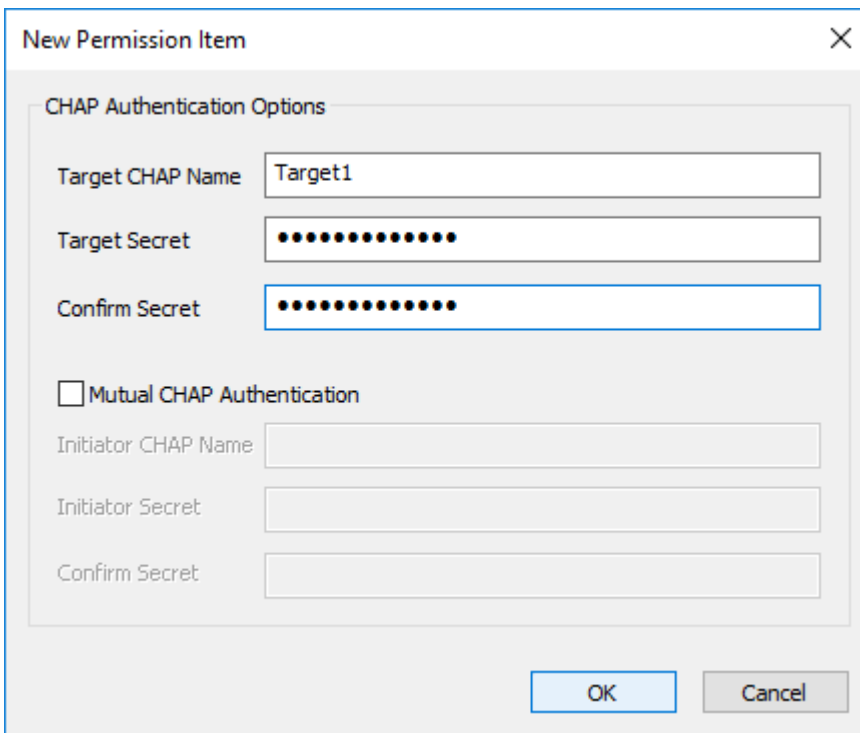 New Permission Item
CHAP Authentication Options
Target CHAP Name Target1
Target Secret •••••••••••••
Confirm Secret •••••••••••••
Mutual CHAP Authentication
Initiator CHAP Name
Initiator Secret
Confirm Secret
OK Cancel